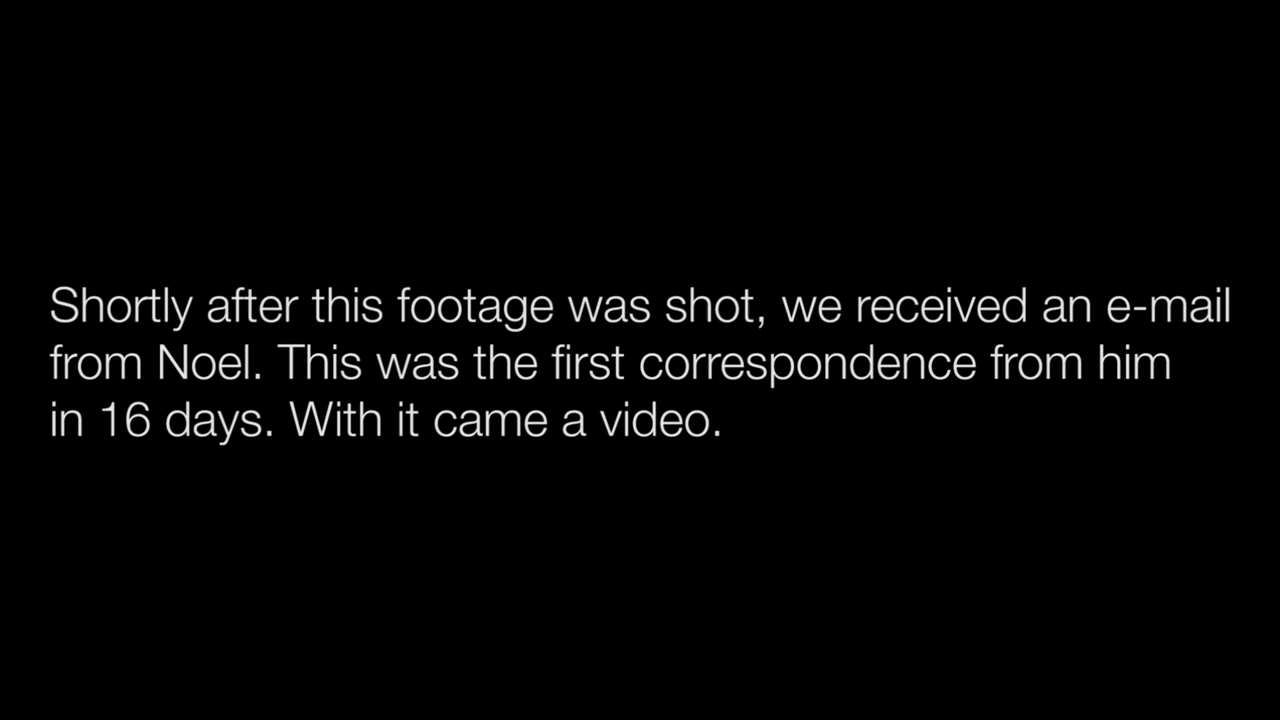 Shortly after this footage was shot, we received an e-mail
from Noel. This was the first correspondence from him
in 16 days. With it came a video.